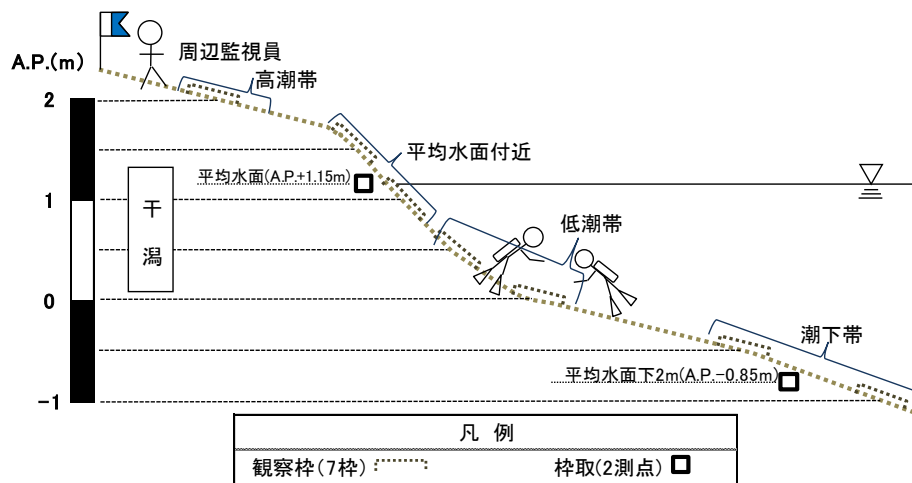 周辺監視員
A.P.(m)
高潮帯
2
平均水面付近
平均水面(A.P.+1.15m)
1
干潟
低潮帯
0
潮下帯
平均水面下2m(A.P.-0.85m)
-1
凡 例
観察枠(7枠) 枠取(2測点)